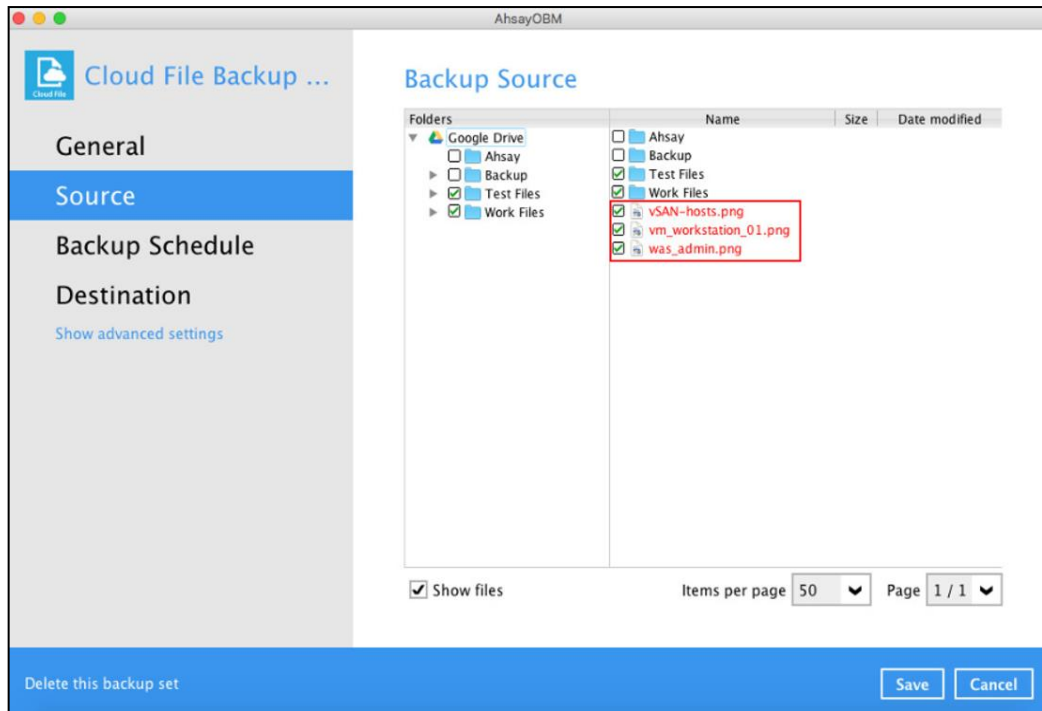 AhsayOBM
Cloud File
Cloud File Backup ...
General
Source
Backup Schedule
Destination
Show advanced settings
Backup Source
Folders
Google Drive
Ahsay
Backup
Test Files
Work Files
Name Size Date modified
Ahsay
Backup
Test Files
Work Files
vSAN-hosts.png
vm_workstation_01.png
was_admin.png
Show files
Items per page 50 Page 1 / 1
Delete this backup set
Save Cancel